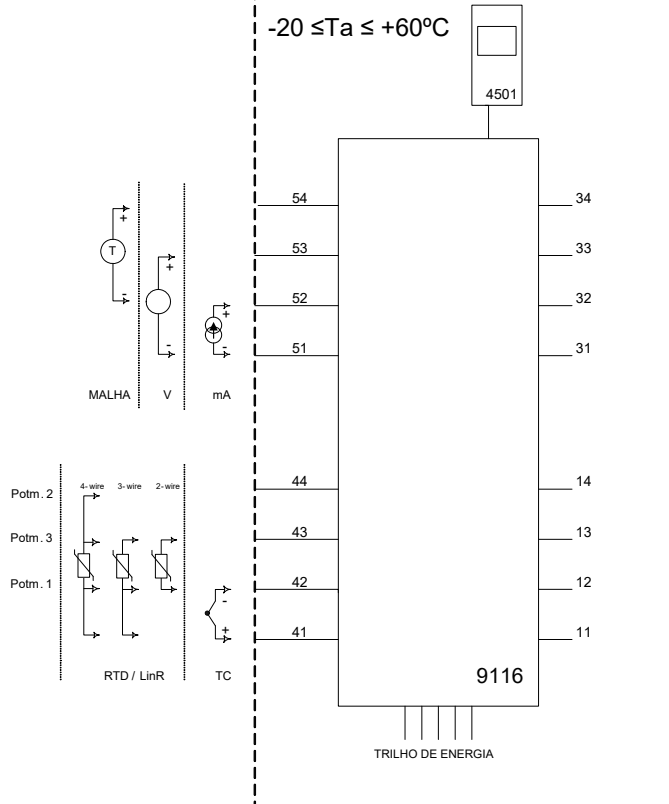 -20 ≤Ta ≤ +60ºC
4501
54
34
T
+
53
33
+
-
52
32
+
51
31
-
-
MALHA
V
mA
44
14
4-wire
3-wire
2-wire
Potm. 2
43
13
Potm. 3
42
12
Potm. 1
-
+
41
11
RTD / LinR
TC
9116
TRILHO DE ENERGIA